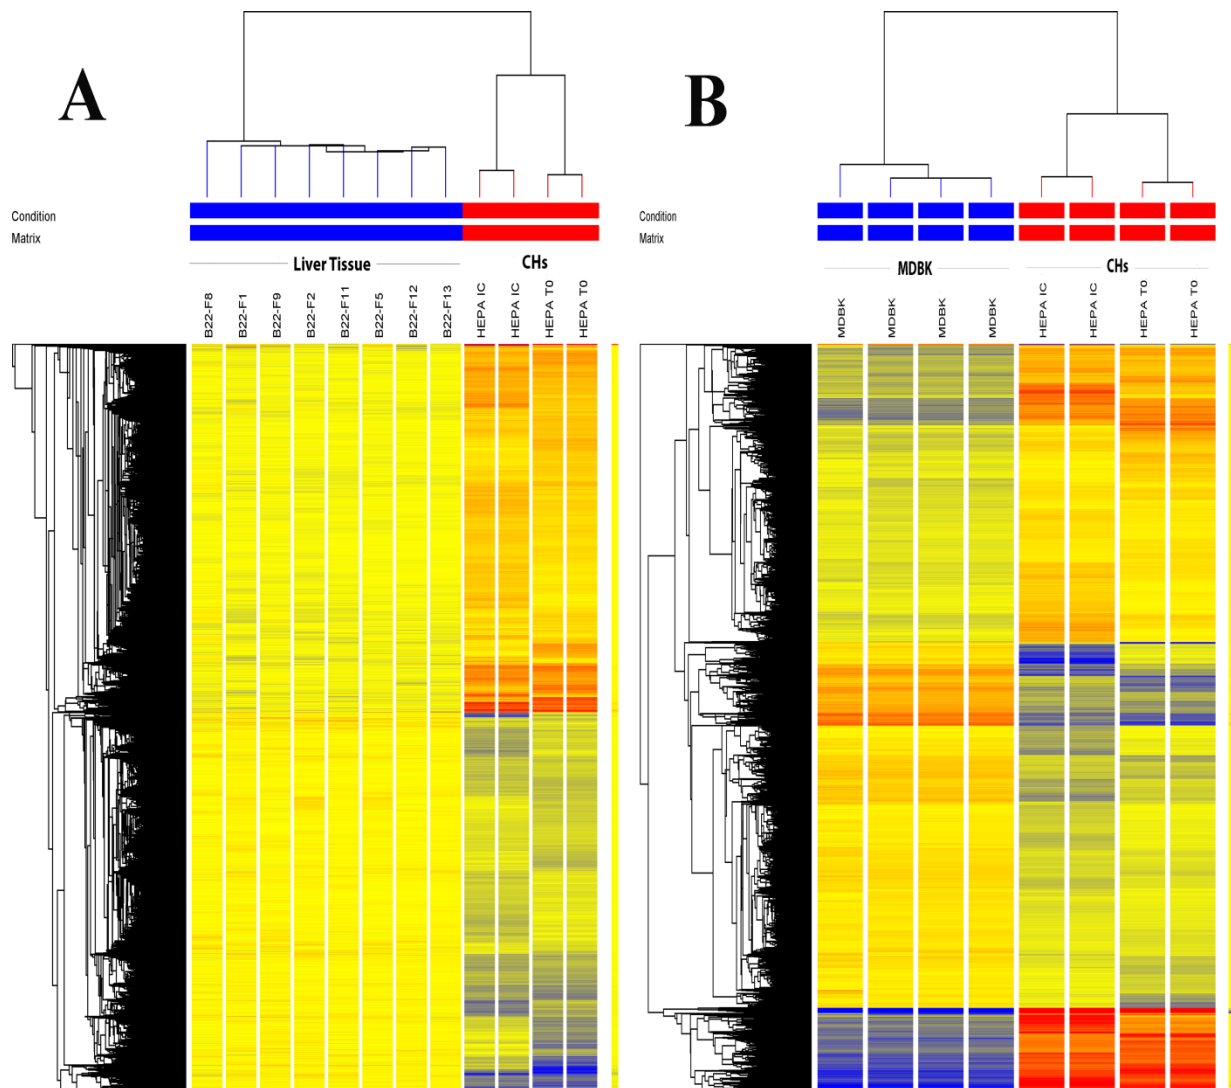 A
B
Condition
Matrix
Liver Tissue
CHs
B22-F8
B22-F1
B22-F9
B22-F2
B22-F11
B22-F5
B22-F12
B22-F13
HEPA IC
HEPA IC
HEPA T0
HEPA T0
Condition
Matrix
MDBK
CHs
MDBK
MDBK
MDBK
MDBK
HEPA IC
HEPA IC
HEPA T0
HEPA T0